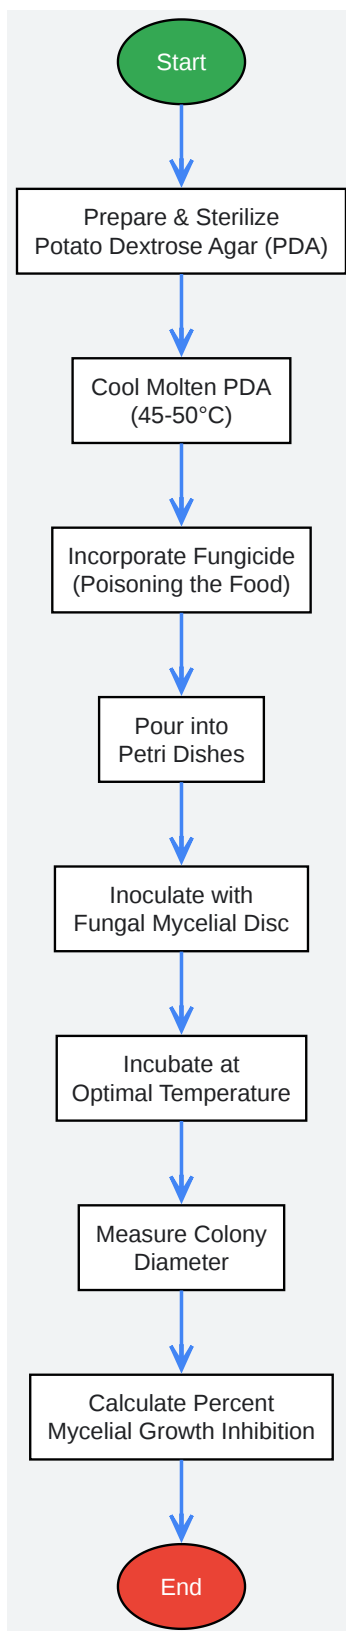 Start
Prepare & Sterilize
Potato Dextrose Agar (PDA)
Cool Molten PDA
(45-50°C)
Incorporate Fungicide
(Poisoning the Food)
Pour into
Petri Dishes
Inoculate with
Fungal Mycelial Disc
Incubate at
Optimal Temperature
Measure Colony
Diameter
Calculate Percent
Mycelial Growth Inhibition
End